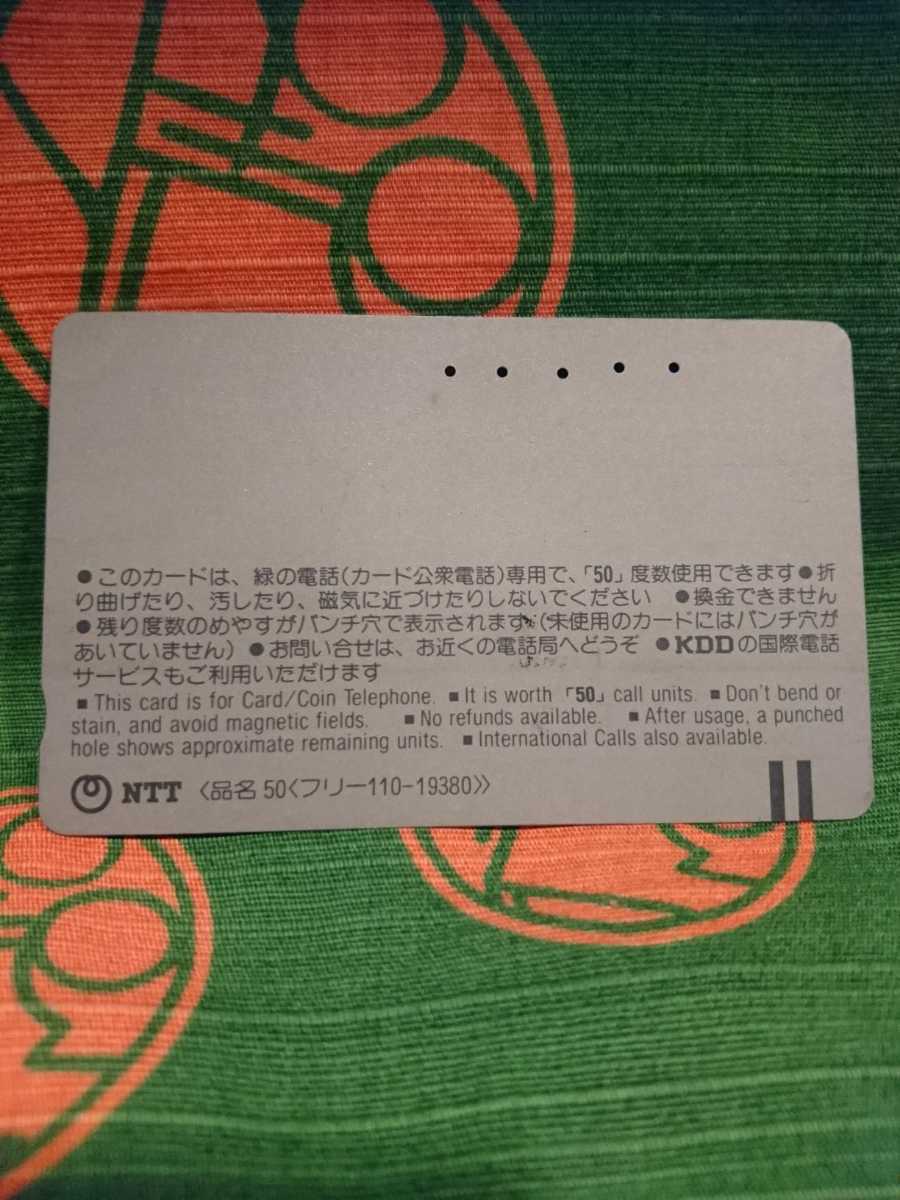 ●このカードは、緑の電話(カード公衆電話)専用で、「50」度数使用できます●折
り曲げたり、汚したり、磁気に近づけたりしないでください ●換金できません
●残り度数のめやすがパンチ穴で表示されます。(未使用のカードにはパンチ穴が
あいていません)●お問い合せは、お近くの電話局へどうぞ ●KDDの国際電話
サービスもご利用いただけます
■This card is for Card/Coin Telephone. ■It is worth「50」call units. ■Don't bend or
stain, and avoid magnetic fields. ■No refunds available. ■After usage, a punched
hole shows approximate remaining units. ■International Calls also available.
NTT 〈品名 50〈フリー110-19380〉〉